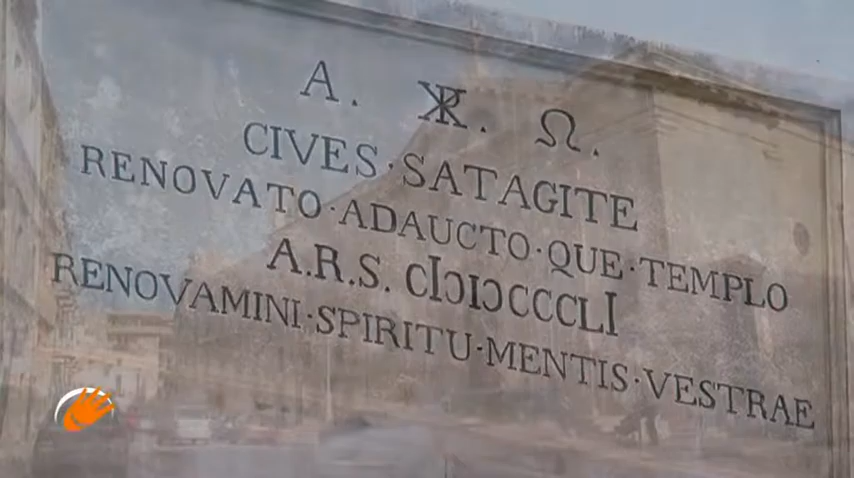 A. ☧. Ω.
CIVES·SATAGITE
RENOVATO·ADAUCTO·QUE·TEMPLO
A.R.S. CIƆIƆCCCLI
RENOVAMINI·SPIRITU·MENTIS·VESTRAE